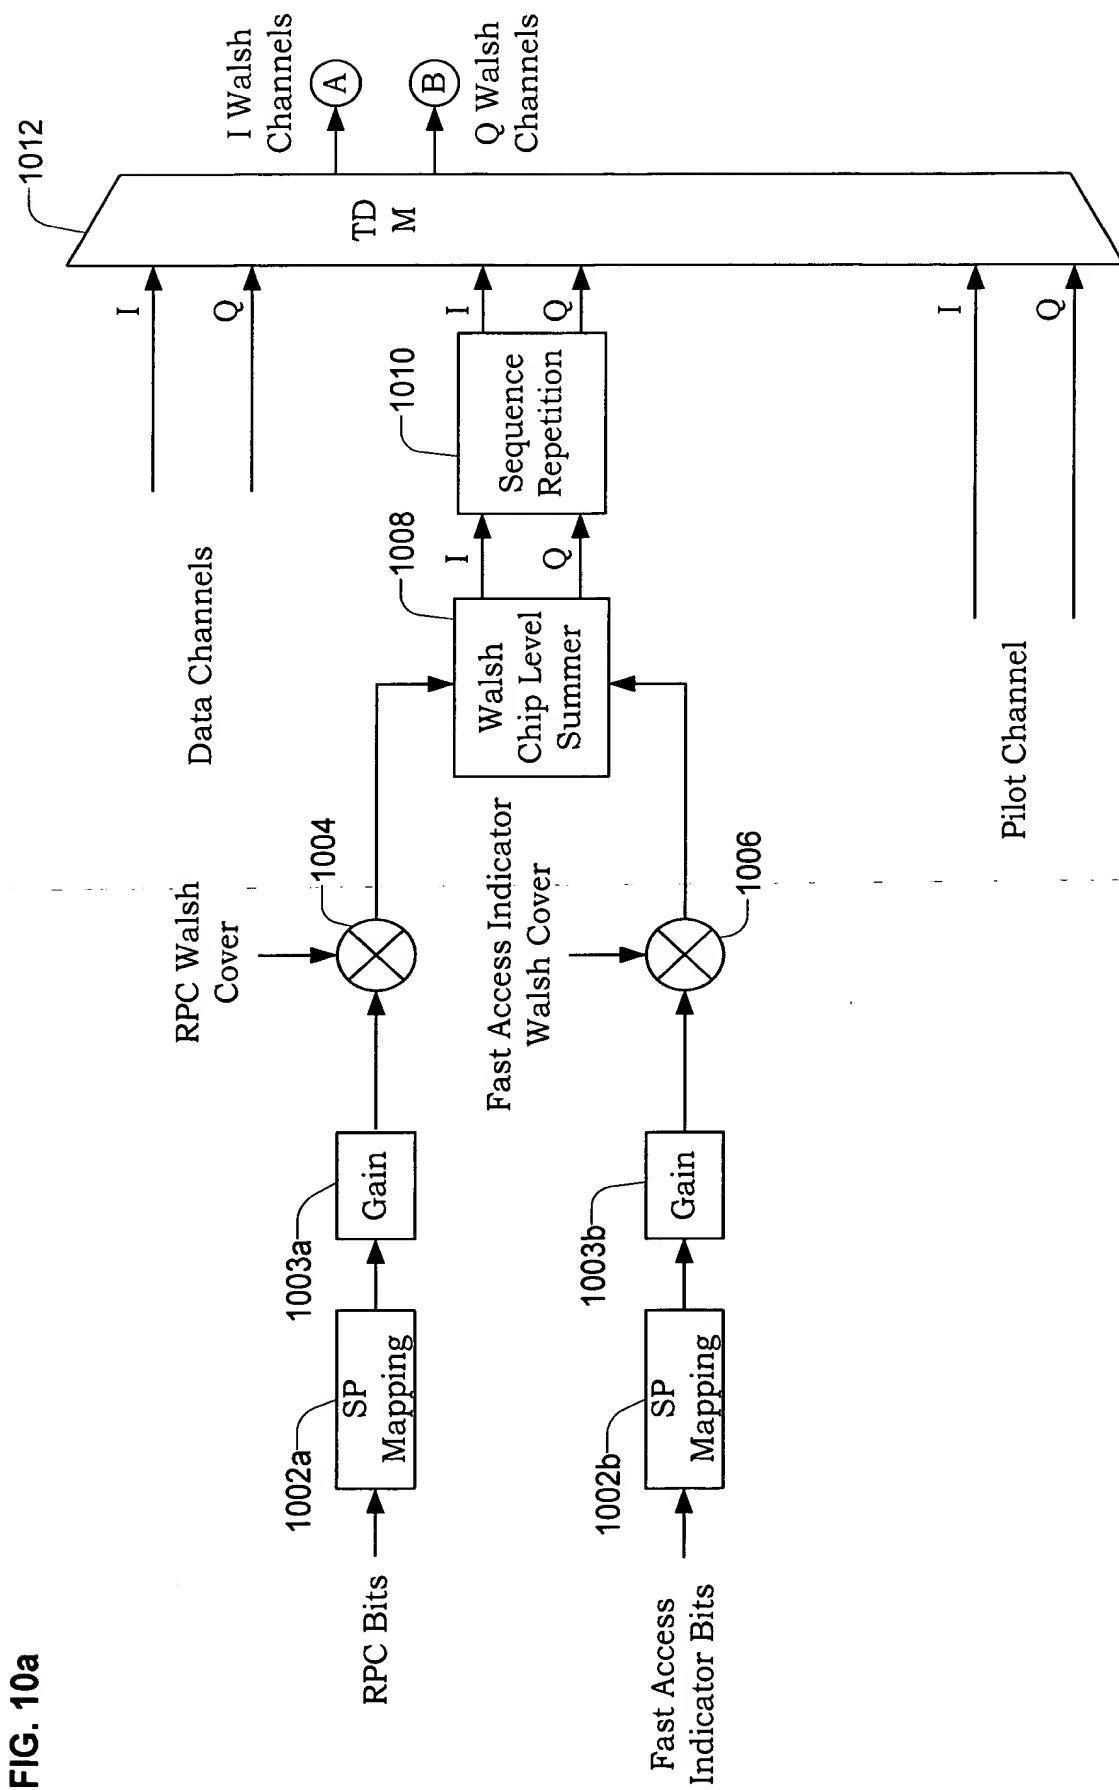 FIG. 10a
RPC Bits
1002a
SP
Mapping
1003a
Gain
RPC Walsh
Cover
1004
Fast Access
Indicator Bits
1002b
SP
Mapping
1003b
Gain
Fast Access Indicator
Walsh Cover
1006
Data Channels
I
Q
1008
Walsh
Chip Level
Summer
I
Q
1010
Sequence
Repetition
I
Q
Pilot Channel
I
Q
1012
TD
M
I Walsh
Channels
A
B
Q Walsh
Channels